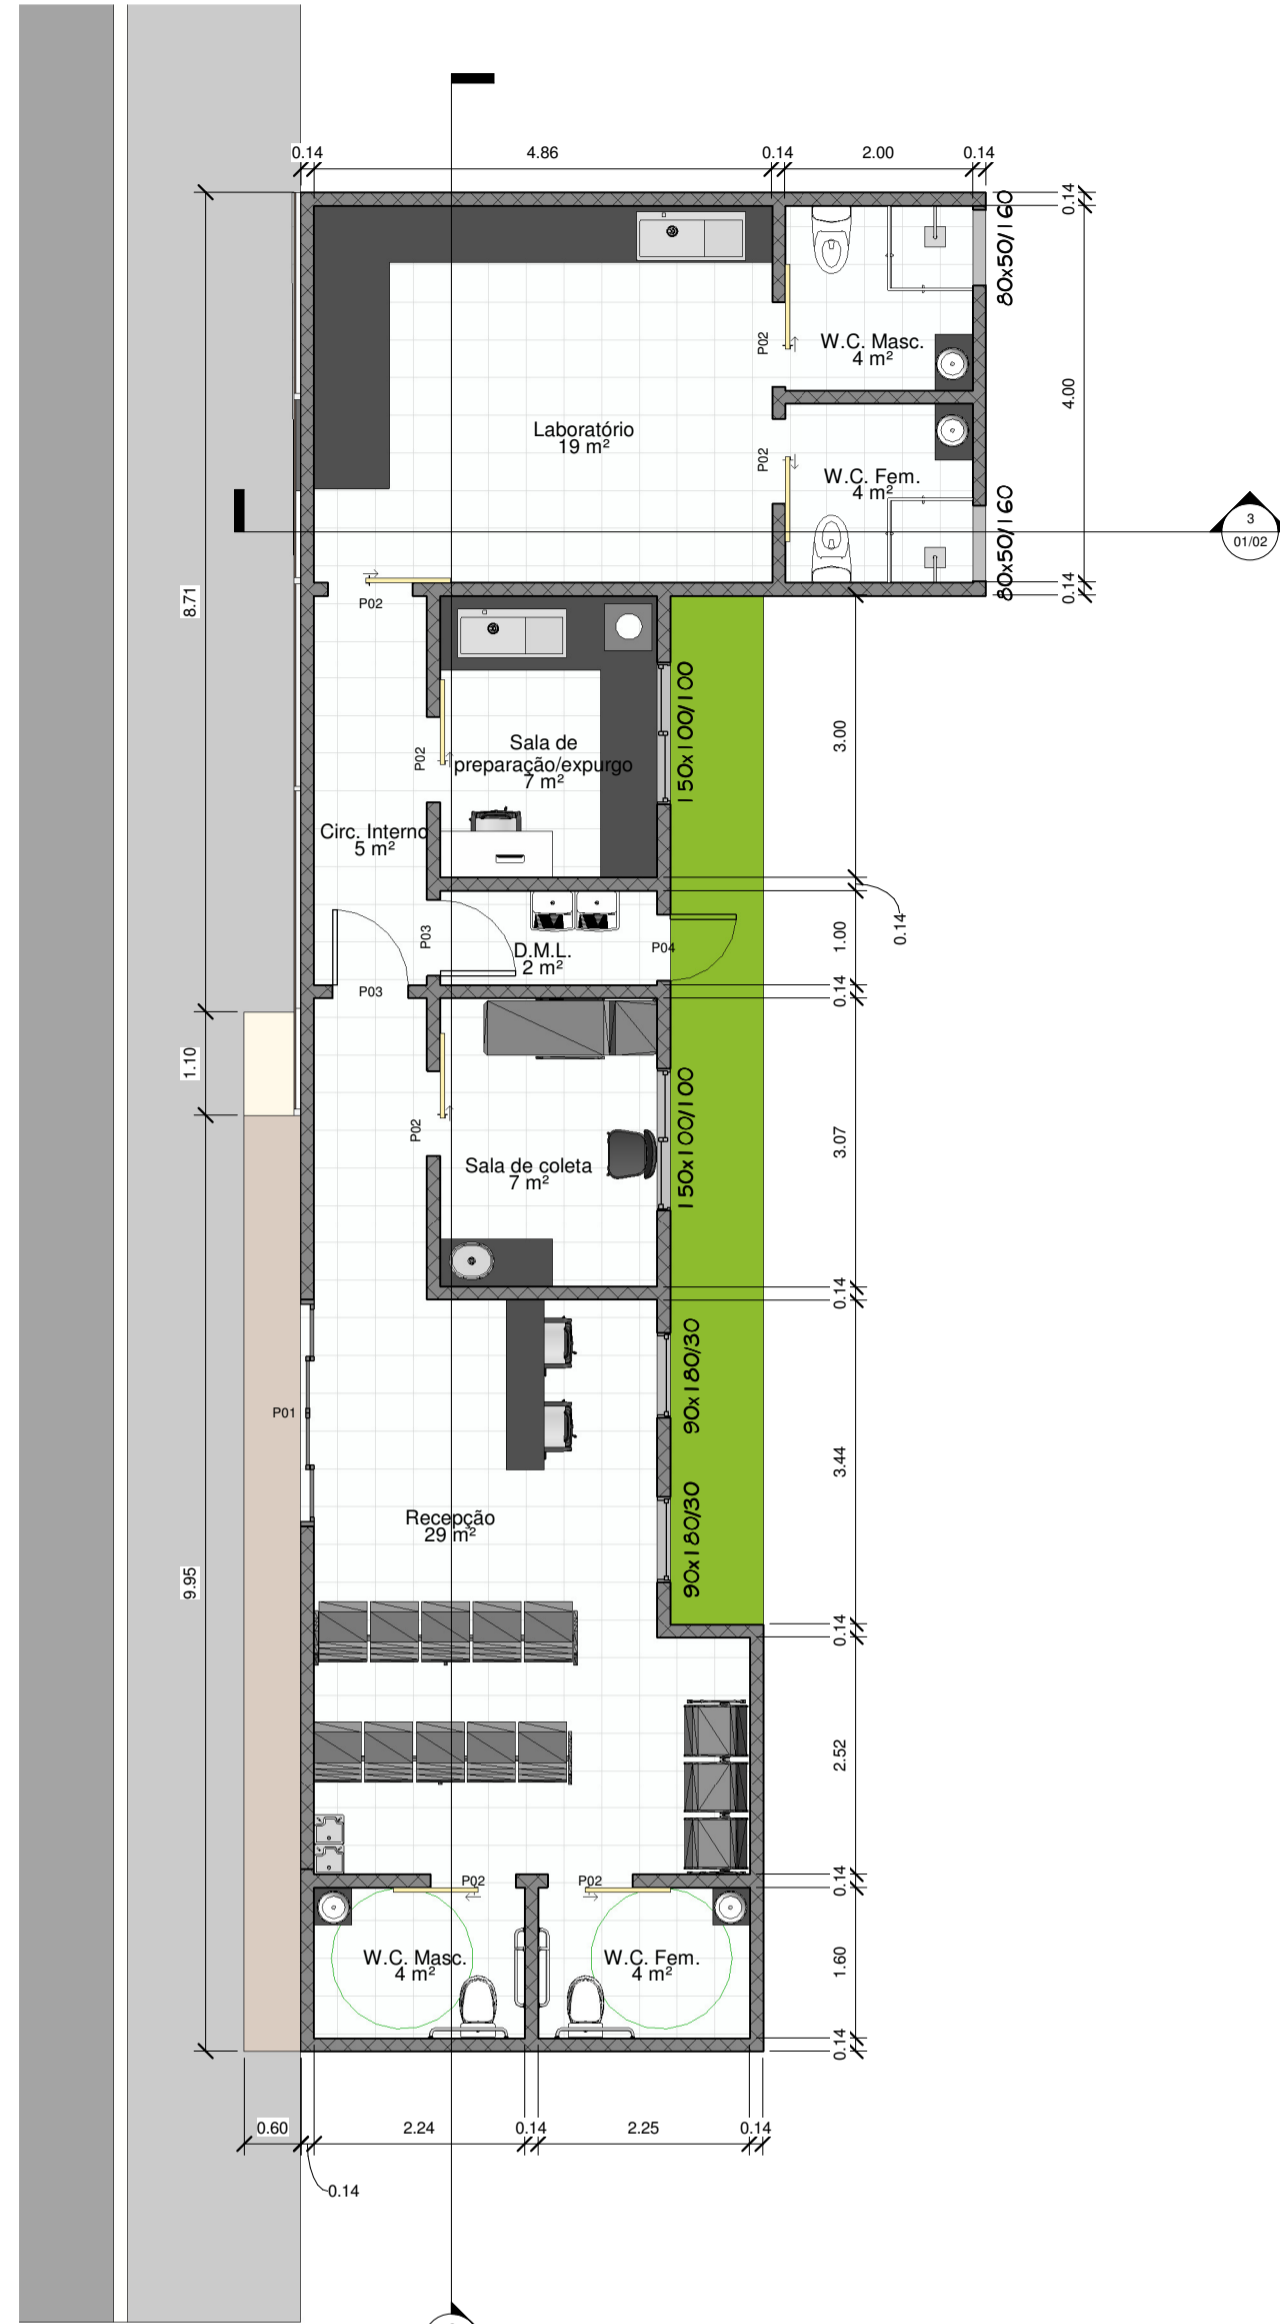 0.14
4.86
0.14
2.00
0.14
0.14
80x50/160
W.C. Masc.
4 m²
P02
4.00
Laboratório
19 m²
P02
W.C. Fem.
4 m²
80x50/160
3
01/02
0.14
P02
8.71
150x100/100
3.00
Sala de
preparação/expurgo
7 m²
P02
Circ. Interno
5 m²
0.14
1.00
P03
D.M.L.
2 m²
P04
P03
0.14
1.10
P02
150x100/100
3.07
Sala de coleta
7 m²
0.14
90x180/30
P01
3.44
Recepção
29 m²
90x180/30
9.95
0.14
2.52
P02
P02
0.14
W.C. Masc.
4 m²
W.C. Fem.
4 m²
1.60
0.14
0.60
2.24
0.14
2.25
0.14
0.14